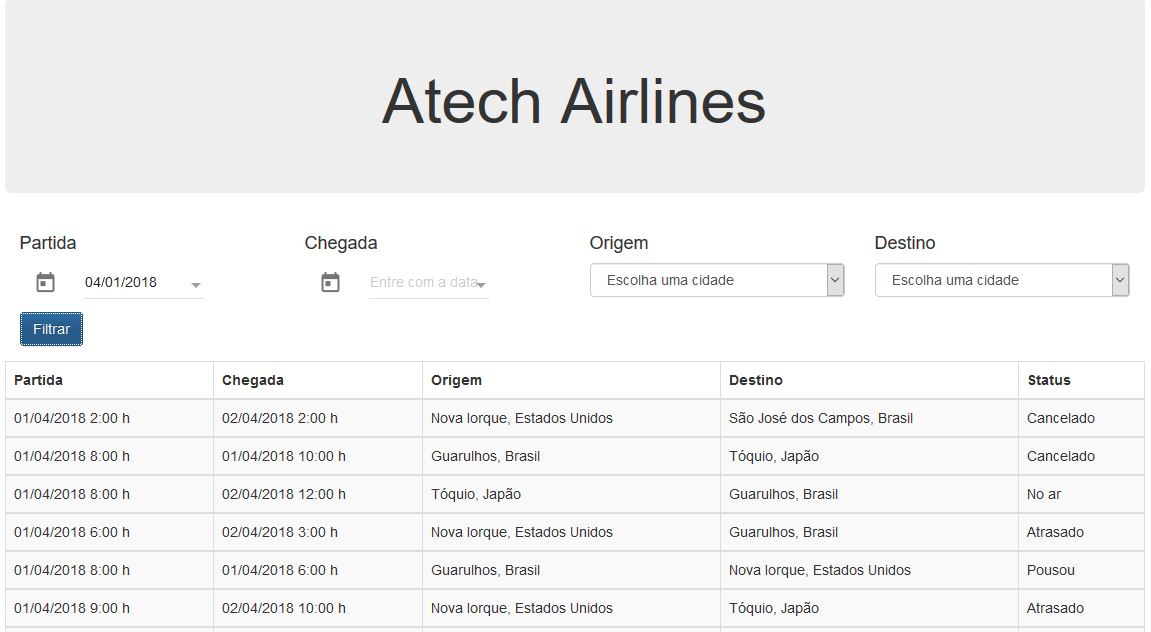 Atech Airlines
Partida Chegada Origem Destino
04/01/2018 Entre com a data Escolha uma cidade Escolha uma cidade
Filtrar
Partida Chegada Origem Destino Status
01/04/2018 2:00 h 02/04/2018 2:00 h Nova Iorque, Estados Unidos São José dos Campos, Brasil Cancelado
01/04/2018 8:00 h 01/04/2018 10:00 h Guarulhos, Brasil Tóquio, Japão Cancelado
01/04/2018 8:00 h 02/04/2018 12:00 h Tóquio, Japão Guarulhos, Brasil No ar
01/04/2018 6:00 h 02/04/2018 3:00 h Nova Iorque, Estados Unidos Guarulhos, Brasil Atrasado
01/04/2018 8:00 h 01/04/2018 6:00 h Guarulhos, Brasil Nova Iorque, Estados Unidos Pousou
01/04/2018 9:00 h 02/04/2018 10:00 h Nova Iorque, Estados Unidos Tóquio, Japão Atrasado